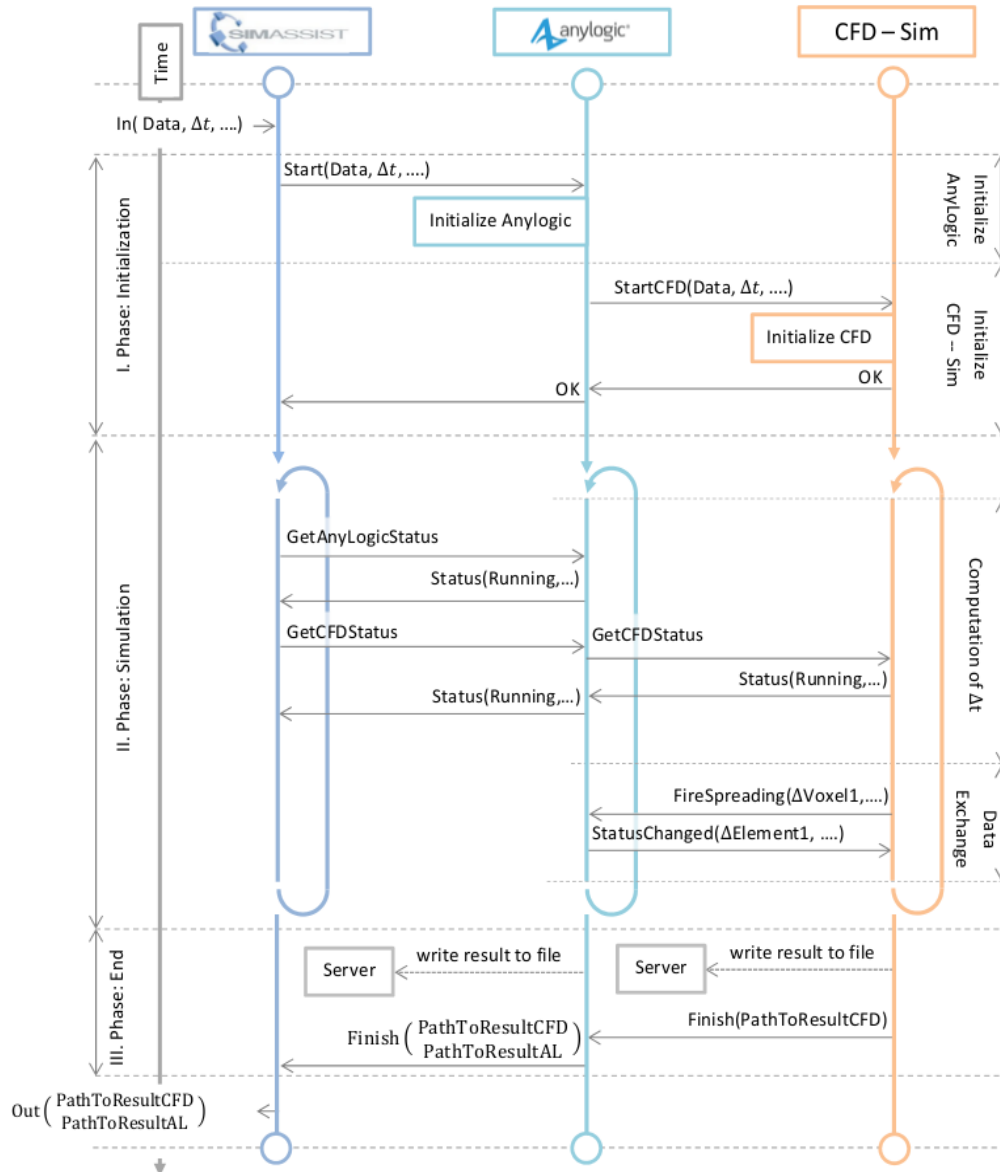 Time
SIMASSIST
anylogic®
CFD – Sim
In( Data, Δt, ....)
I. Phase: Initialization
Start(Data, Δt, ....)
Initialize Anylogic
Initialize
AnyLogic
StartCFD(Data, Δt, ....)
Initialize CFD
Initialize
CFD -- Sim
OK
OK
II. Phase: Simulation
GetAnyLogicStatus
Status(Running,...)
GetCFDStatus
GetCFDStatus
Status(Running,...)
Status(Running,...)
Computation of Δt
FireSpreading(ΔVoxel1,....)
StatusChanged(ΔElement1, ....)
Data
Exchange
III. Phase: End
Server
write result to file
Server
write result to file
Finish(PathToResultCFD)
Finish(PathToResultCFD
PathToResultAL)
Out(PathToResultCFD
PathToResultAL)